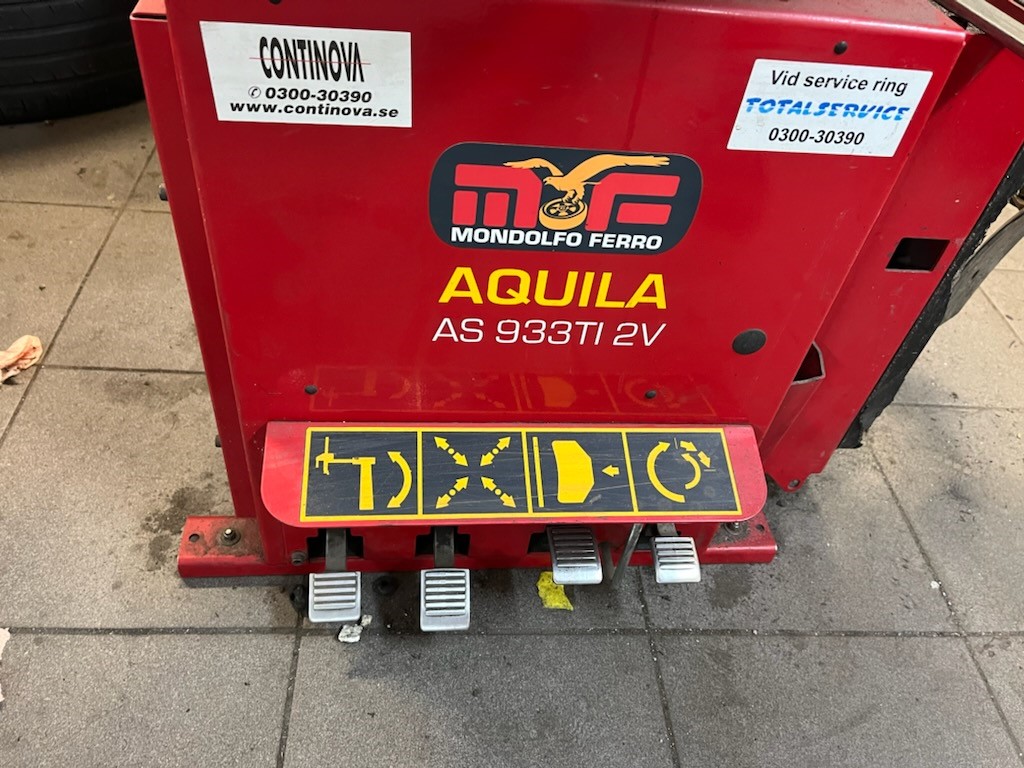 CONTINOVA
✆ 0300-30390
www.continova.se
Vid service ring
TOTALSERVICE
0300-30390
MF
MONDOLFO FERRO
AQUILA
AS 933TI 2V